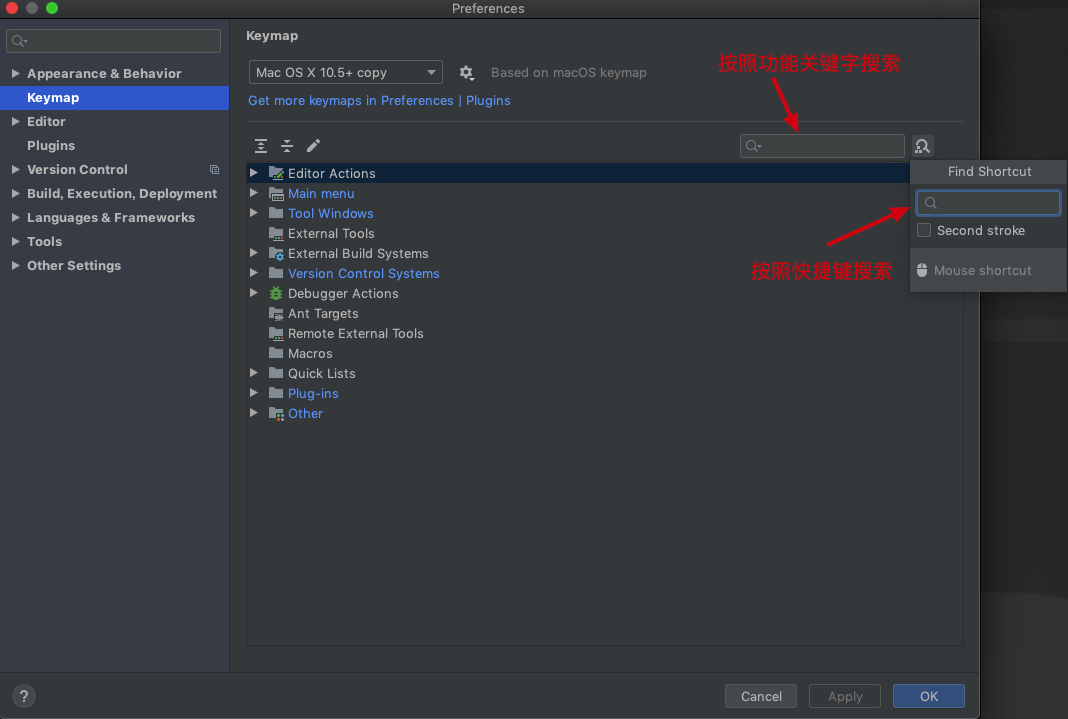 Preferences
Appearance & Behavior
Keymap
Editor
Plugins
Version Control
Build, Execution, Deployment
Languages & Frameworks
Tools
Other Settings
Keymap
Mac OS X 10.5+ copy
Based on macOS keymap
Get more keymaps in Preferences | Plugins
按照功能关键字搜索
Editor Actions
Main menu
Tool Windows
External Tools
External Build Systems
Version Control Systems
Debugger Actions
Ant Targets
Remote External Tools
Macros
Quick Lists
Plug-ins
Other
Find Shortcut
Second stroke
按照快捷键搜索
Mouse shortcut
?
Cancel
Apply
OK